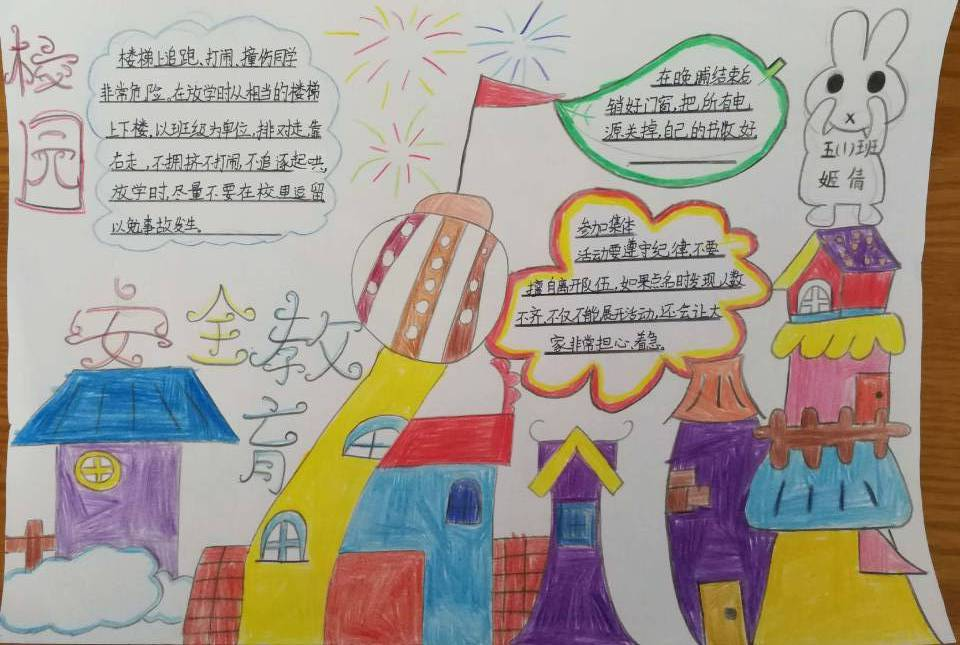 校
园
楼梯上追跑、打闹、撞伤同学
非常危险。在放学时从相当的楼梯
上下楼,以班级为单位,排对走,靠
右走,不拥挤不打闹,不追逐起哄,
放学时,尽量不要在校里逗留
以勉事故发生。
在晚诚结束后
销好门窗,把,所有电
源关掉,自己的书收好
五(1)班
姬倩
参加集体
活动要遵守纪律,不要
擅自离开队伍,如果点名时发现人数
不齐,不仅不能展开活动,还会让大
家非常担心、着急。
安全教
育